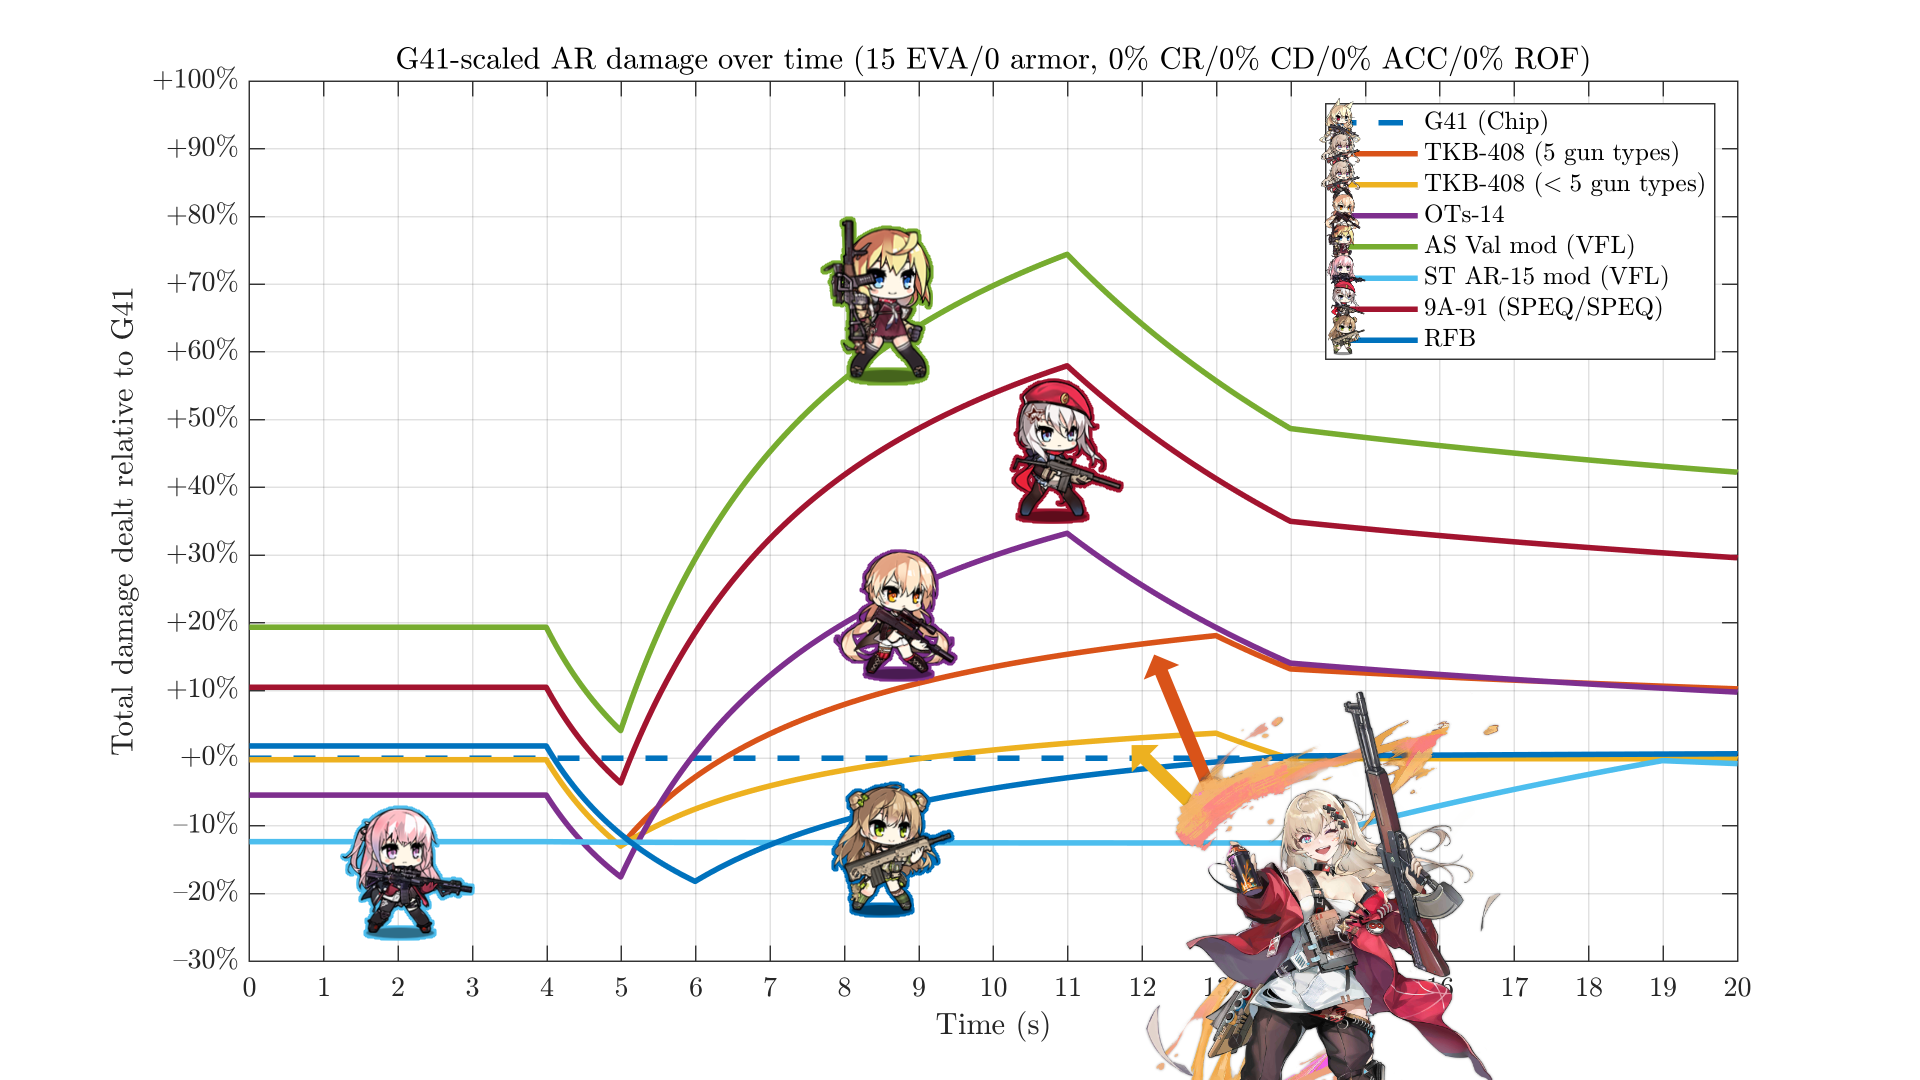 G41-scaled AR damage over time (15 EVA/0 armor, 0% CR/0% CD/0% ACC/0% ROF)
+100%
+90%
+80%
+70%
+60%
+50%
+40%
+30%
+20%
+10%
+0%
−10%
−20%
−30%
Total damage dealt relative to G41
G41 (Chip)
TKB-408 (5 gun types)
TKB-408 (< 5 gun types)
OTs-14
AS Val mod (VFL)
ST AR-15 mod (VFL)
9A-91 (SPEQ/SPEQ)
RFB
0 1 2 3 4 5 6 7 8 9 10 11 12 16 17 18 19 20
Time (s)